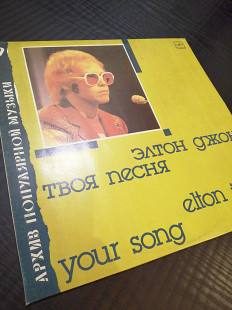 АРХИВ ПОПУЛЯРНОЙ МУЗЫКИ
ЭЛТОН ДЖОН
ТВОЯ ПЕСНЯ
elton
your song